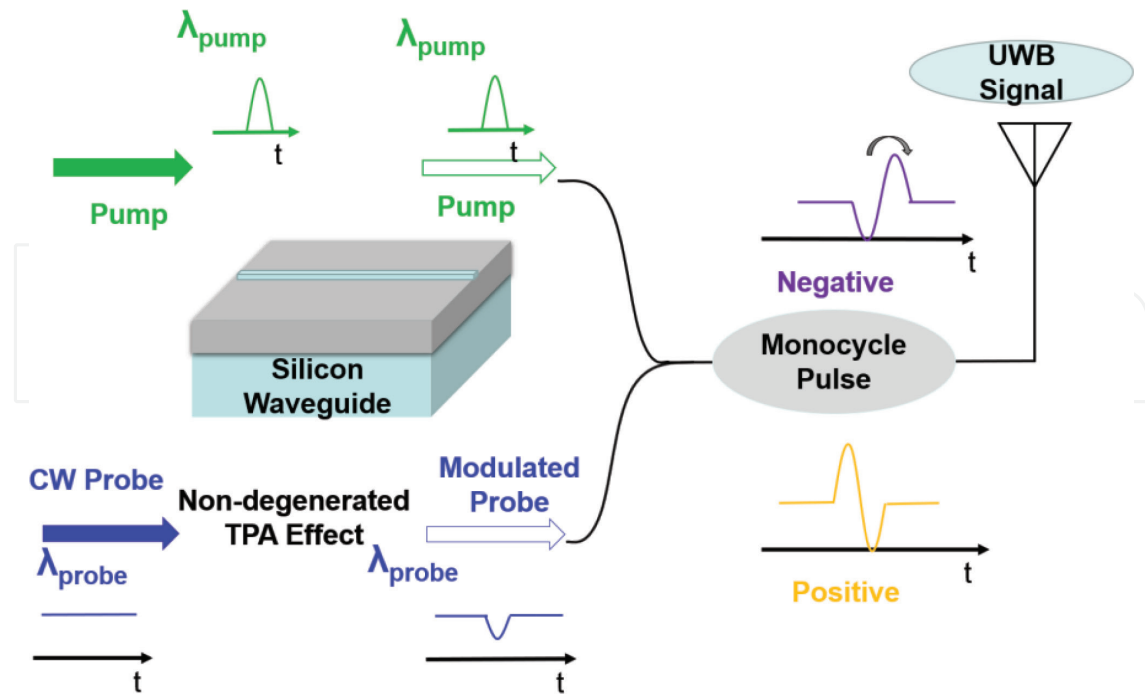 λpump
λpump
t
t
Pump
Pump
UWB
Signal
t
Negative
Silicon
Waveguide
Monocycle
Pulse
CW Probe
Non-degenerated
TPA Effect
Modulated
Probe
λprobe
λprobe
t
t
t
Positive